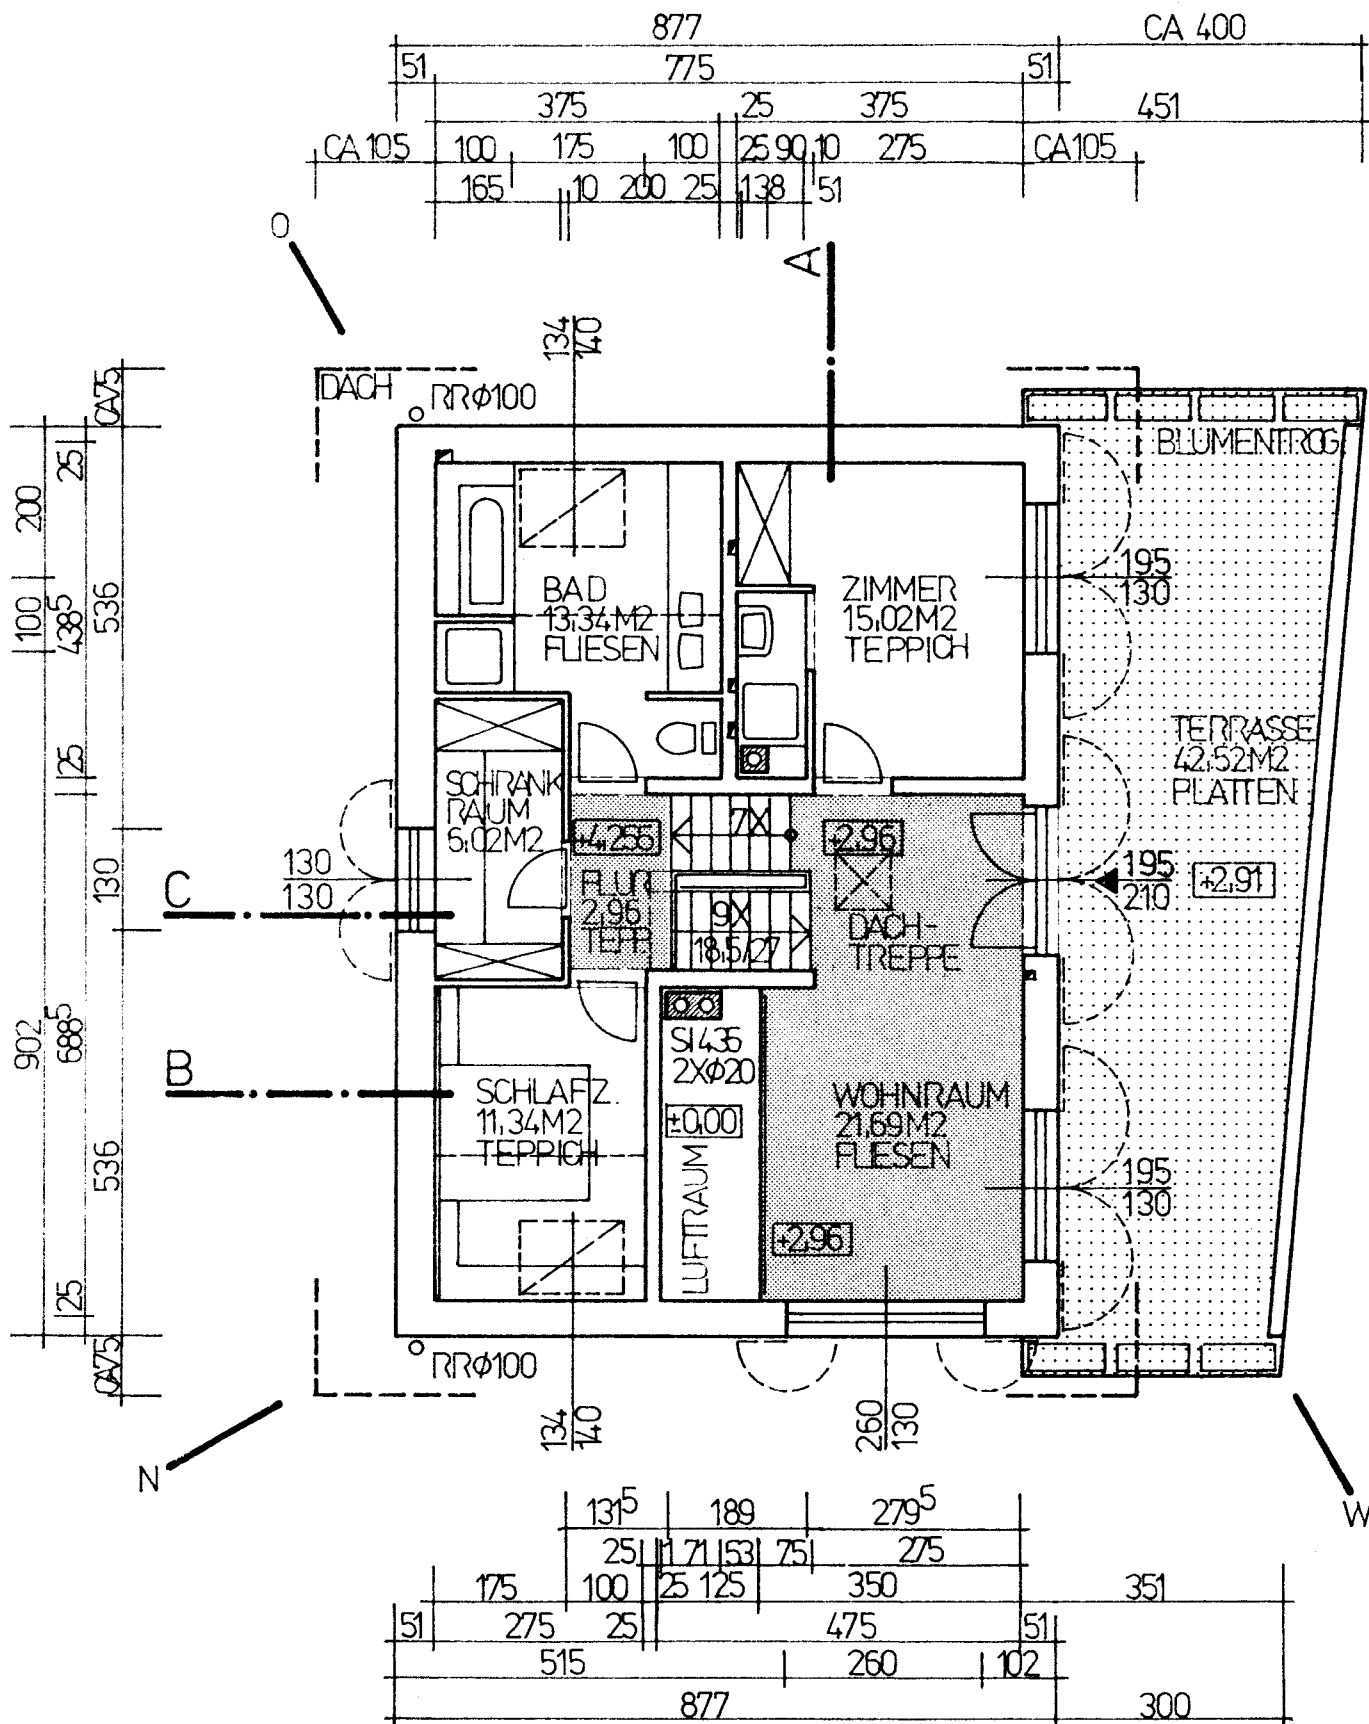 877
CA 400
51
775
51
375
25
375
451
CA 105
100
175
100
25 90 10
275
CA105
165
10
200
25
138
51
O
A
134
140
DACH
RRØ100
BLUMENTROG
CA75
25
200
100
438⁵
536
25
BAD
13,34M2
FLIESEN
ZIMMER
15,02M2
TEPPICH
195
130
TERRASSE
42,52M2
PLATTEN
SCHRANK
RAUM
6,02M2
+4,255
7X
+2,96
130
130
130
C
FLUR
2,96
TEPP.
9X
18,5/27
DACH-
TREPPE
195
210
+2,91
902
688⁵
B
SI 435
2XØ20
±0,00
LUFTRAUM
SCHLAFZ.
11,34M2
TEPPICH
WOHNRAUM
21,69M2
FLIESEN
195
130
536
+2,96
25
CA75
RRØ100
134
140
260
130
N
W
131⁵
189
279⁵
25
1
71
53
75
275
175
100
25
125
350
351
51
275
25
475
51
515
260
102
877
300